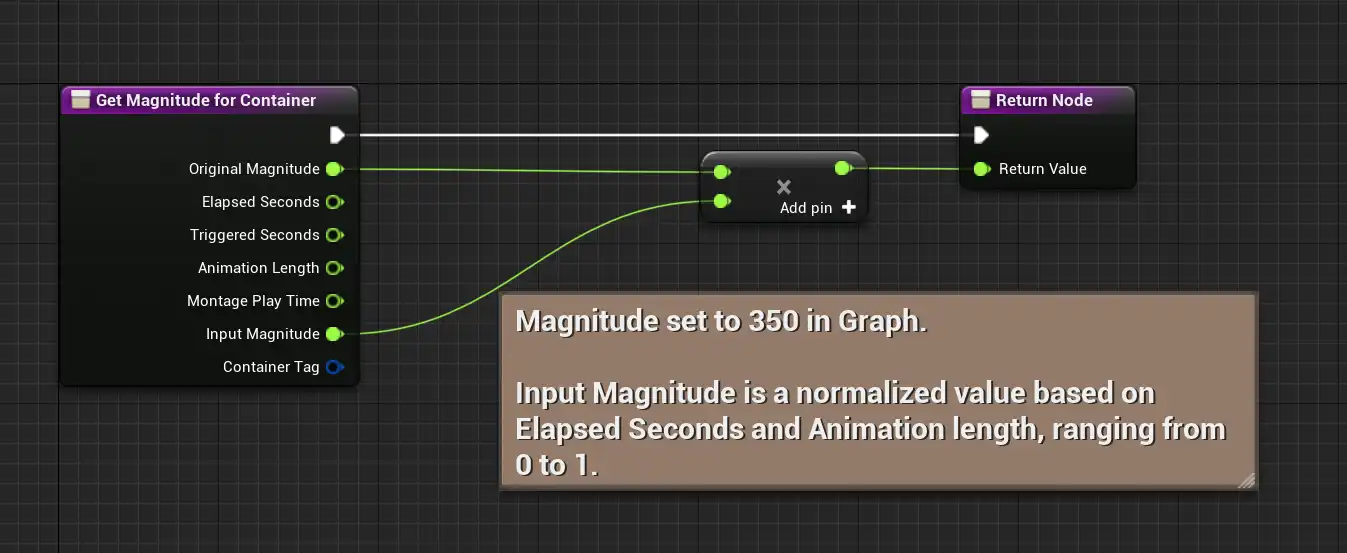 Get Magnitude for Container
Original Magnitude
Elapsed Seconds
Triggered Seconds
Animation Length
Montage Play Time
Input Magnitude
Container Tag
Add pin
Return Node
Return Value
Magnitude set to 350 in Graph.
Input Magnitude is a normalized value based on
Elapsed Seconds and Animation length, ranging from
0 to 1.